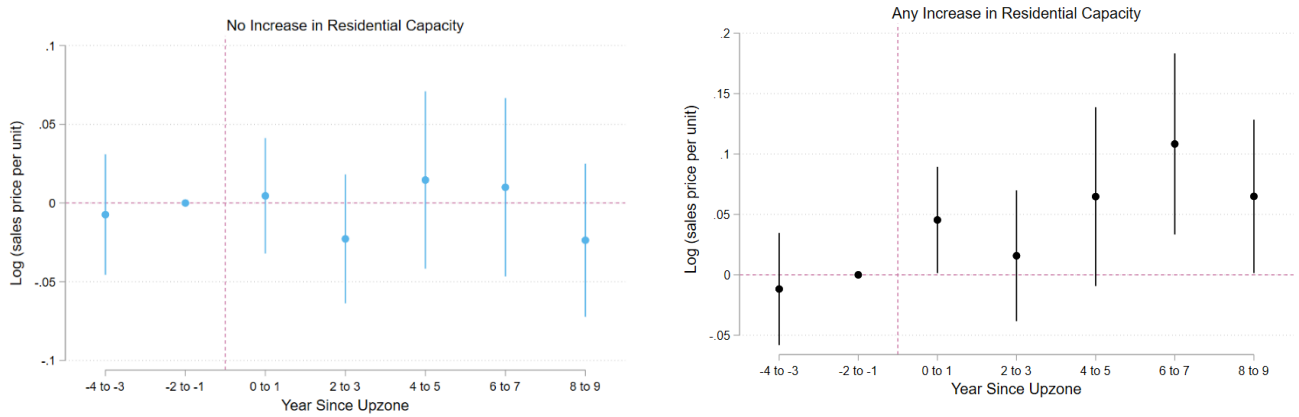 No Increase in Residential Capacity
.1
.05
0
-.05
-.1
Log (sales price per unit)
-4 to -3 -2 to -1 0 to 1 2 to 3 4 to 5 6 to 7 8 to 9
Year Since Upzone
Any Increase in Residential Capacity
.2
.15
.1
.05
0
-.05
Log (sales price per unit)
-4 to -3 -2 to -1 0 to 1 2 to 3 4 to 5 6 to 7 8 to 9
Year Since Upzone